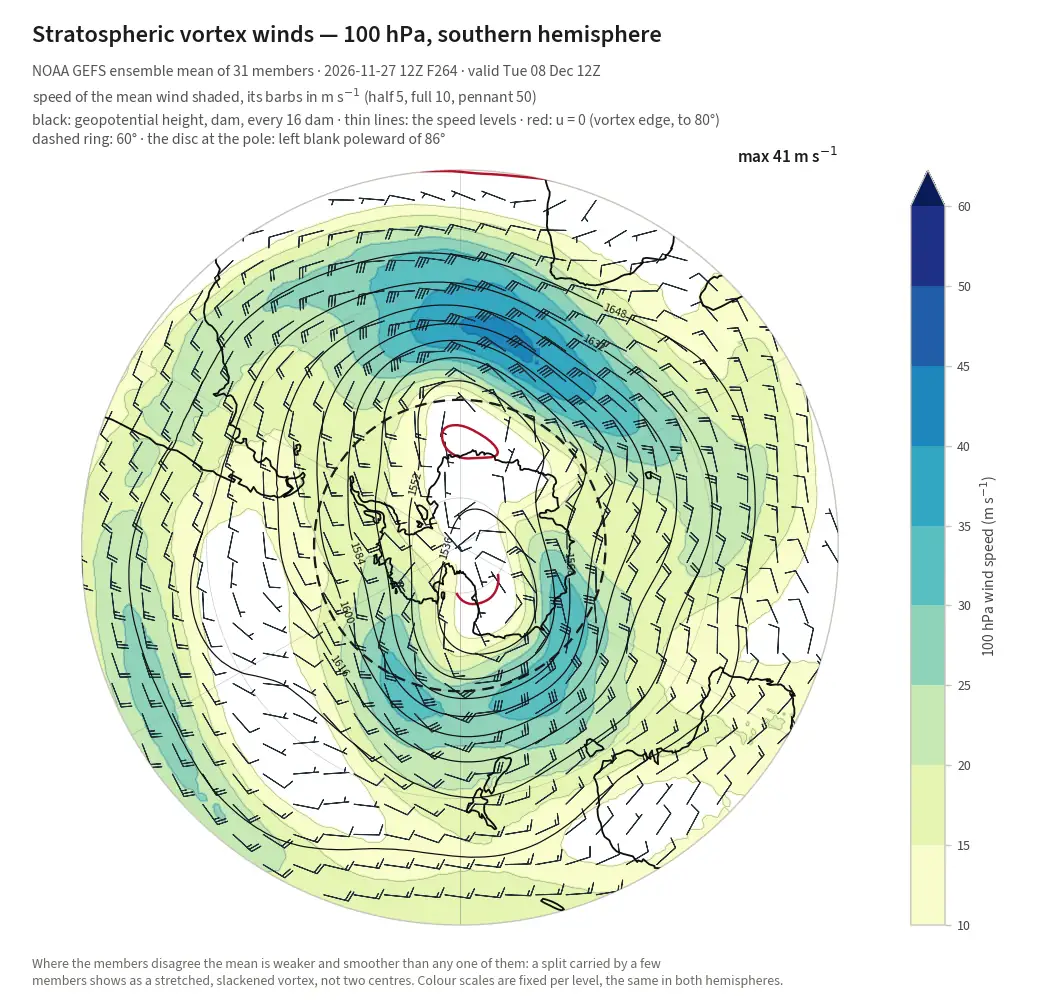 Stratospheric vortex winds — 100 hPa, southern hemisphere
NOAA GEFS ensemble mean of 31 members · 2026-11-27 12Z F264 · valid Tue 08 Dec 12Z
speed of the mean wind shaded, its barbs in m s⁻¹ (half 5, full 10, pennant 50)
black: geopotential height, dam, every 16 dam · thin lines: the speed levels · red: u = 0 (vortex edge, to 80°)
dashed ring: 60° · the disc at the pole: left blank poleward of 86°
max 41 m s⁻¹
60
50
45
40
35
30
25
20
15
10
100 hPa wind speed (m s⁻¹)
1648
1552
1536
1584
1600
1616
Where the members disagree the mean is weaker and smoother than any one of them: a split carried by a few
members shows as a stretched, slackened vortex, not two centres. Colour scales are fixed per level, the same in both hemispheres.